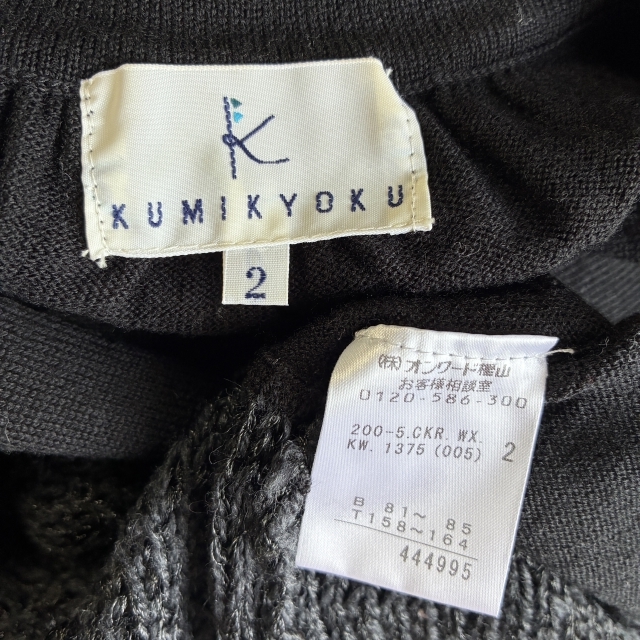 K
KUMIKYOKU
2
(株)オンワード樫山
お客様相談室
0120-586-300
200-5.CKR.WX. 2
KW. 1375 (005)
B 81~ 85
T158~164
444995